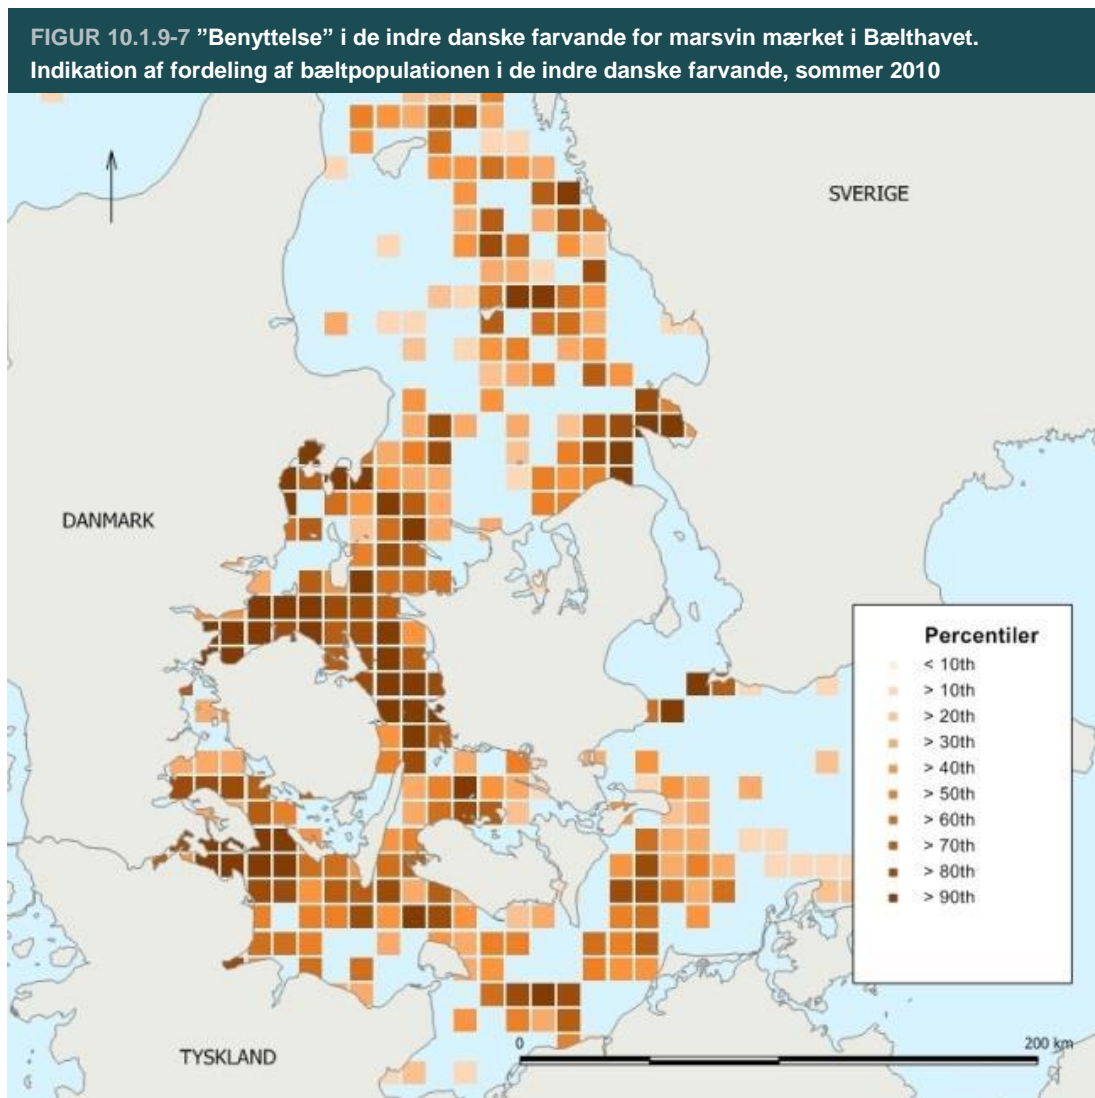 FIGUR 10.1.9-7 ”Benyttelse” i de indre danske farvande for marsvin mærket i Bælthavet.
Indikation af fordeling af bæltpopulationen i de indre danske farvande, sommer 2010
SVERIGE
DANMARK
Percentiler
< 10th
> 10th
> 20th
> 30th
> 40th
> 50th
> 60th
> 70th
> 80th
> 90th
TYSKLAND
0
200 km